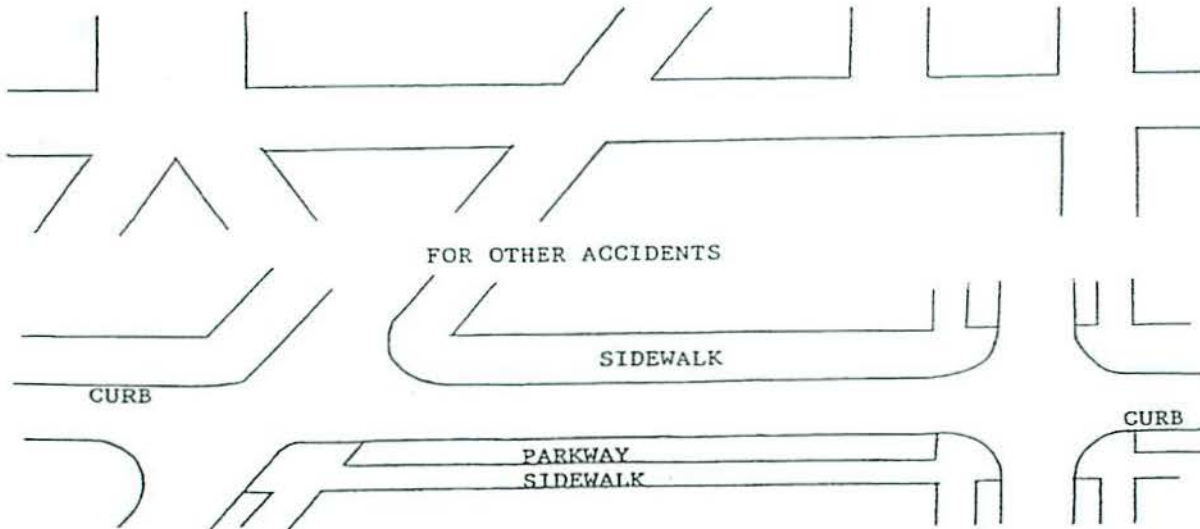 FOR OTHER ACCIDENTS
SIDEWALK
CURB
CURB
PARKWAY
SIDEWALK